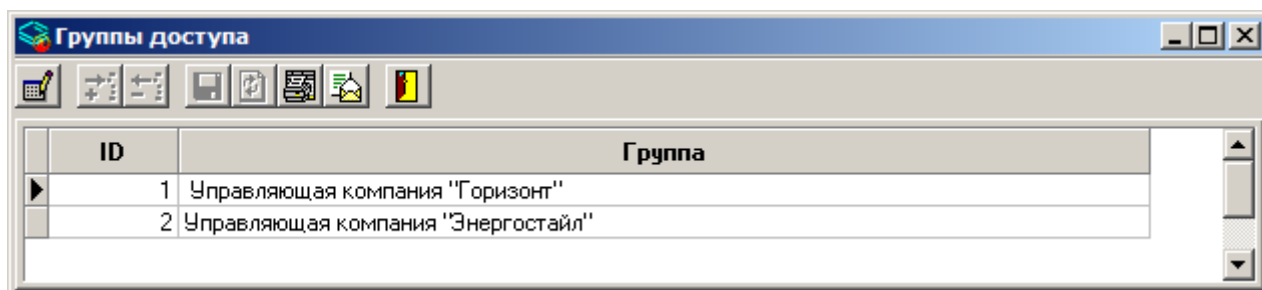 Группы доступа
ID Группа
1 Управляющая компания "Горизонт"
2 Управляющая компания "Энергостайл"